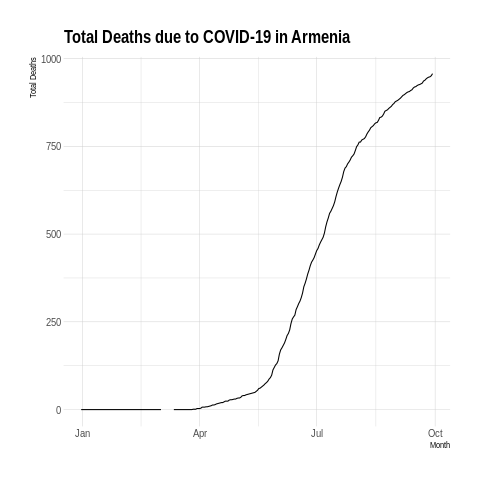 Total Deaths due to COVID-19 in Armenia
Total Deaths
1000
750
500
250
0
Jan Apr Jul Oct
Month